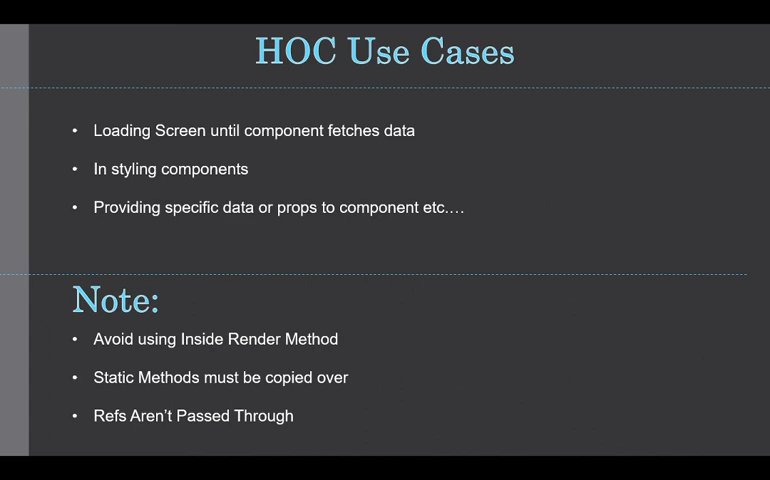 HOC Use Cases
• Loading Screen until component fetches data
• In styling components
• Providing specific data or props to component etc.…
Note:
• Avoid using Inside Render Method
• Static Methods must be copied over
• Refs Aren't Passed Through